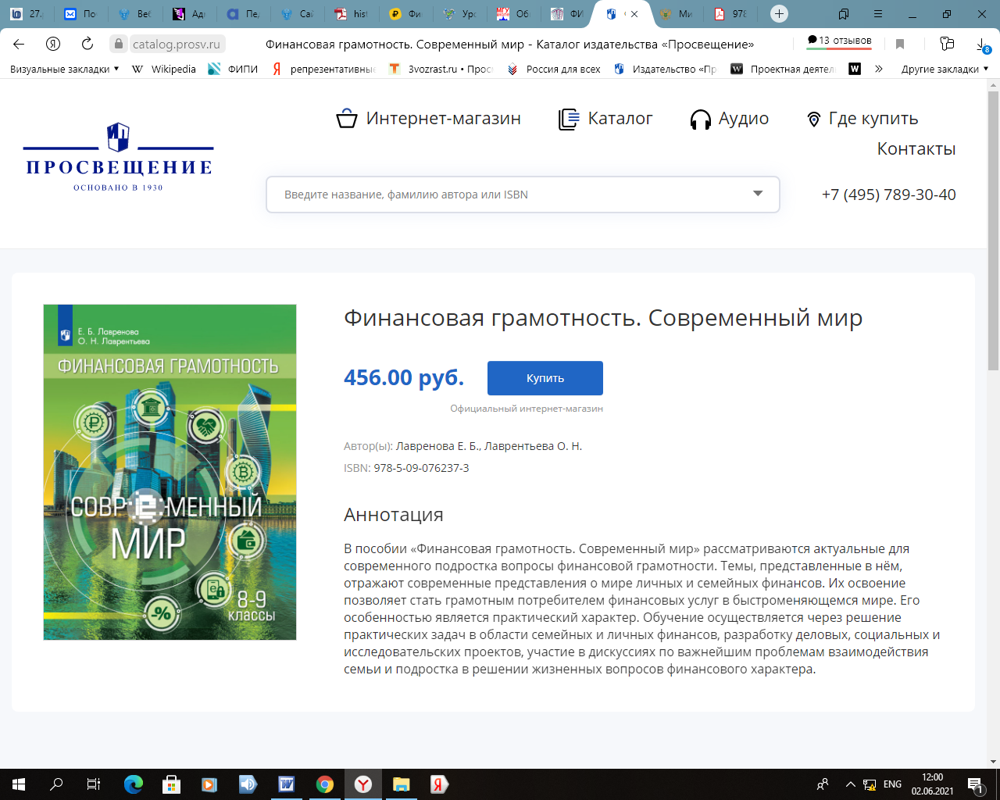 27.
По
Веб
Ад
Пед
Сай
hist
Фин
Уро
Об
ФИ
Ми
978
catalog.prosv.ru
Финансовая грамотность. Современный мир - Каталог издательства «Просвещение»
13 отзывов
8
Визуальные закладки
Wikipedia
ФИПИ
репрезентативные
3vozrast.ru • Прос
Россия для всех
Издательство «Пр
Проектная деятел
Другие закладки
Интернет-магазин
Каталог
Аудио
Где купить
Контакты
ПРОСВЕЩЕНИЕ
ОСНОВАНО В 1930
Введите название, фамилию автора или ISBN
+7 (495) 789-30-40
Е. Б. Лавренова
О. Н. Лаврентьева
ФИНАНСОВАЯ ГРАМОТНОСТЬ
СОВРЕМЕННЫЙ
МИР
8-9
классы
Финансовая грамотность. Современный мир
456.00 руб.
Купить
Официальный интернет-магазин
Автор(ы): Лавренова Е. Б., Лаврентьева О. Н.
ISBN: 978-5-09-076237-3
Аннотация
В пособии «Финансовая грамотность. Современный мир» рассматриваются актуальные для
современного подростка вопросы финансовой грамотности. Темы, представленные в нём,
отражают современные представления о мире личных и семейных финансов. Их освоение
позволяет стать грамотным потребителем финансовых услуг в быстроменяющемся мире. Его
особенностью является практический характер. Обучение осуществляется через решение
практических задач в области семейных и личных финансов, разработку деловых, социальных и
исследовательских проектов, участие в дискуссиях по важнейшим проблемам взаимодействия
семьи и подростка в решении жизненных вопросов финансового характера.
ENG
12:00
02.06.2021
1